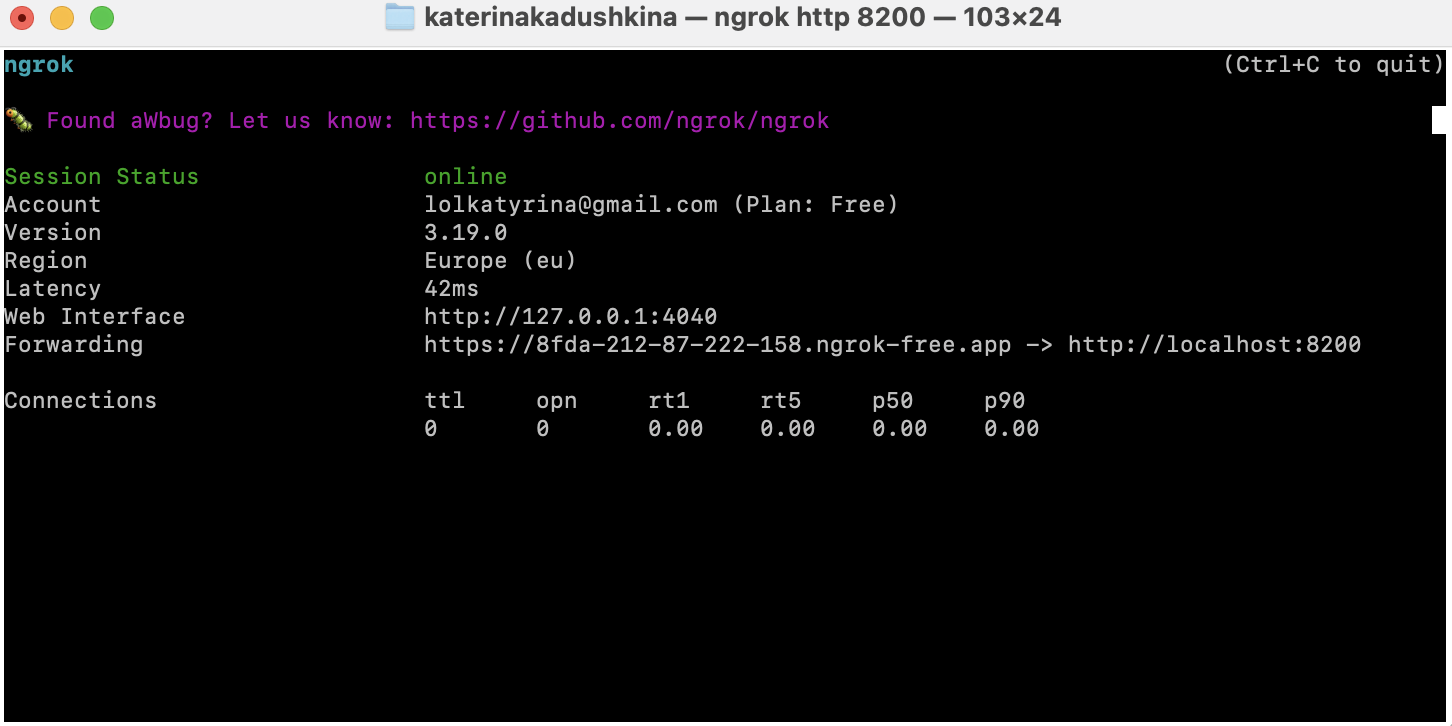 katerinakadushkina — ngrok http 8200 — 103×24
ngrok (Ctrl+C to quit)
🐛 Found aWbug? Let us know: https://github.com/ngrok/ngrok
Session Status online
Account lolkatyrina@gmail.com (Plan: Free)
Version 3.19.0
Region Europe (eu)
Latency 42ms
Web Interface http://127.0.0.1:4040
Forwarding https://8fda-212-87-222-158.ngrok-free.app -> http://localhost:8200
Connections ttl opn rt1 rt5 p50 p90
0 0 0.00 0.00 0.00 0.00